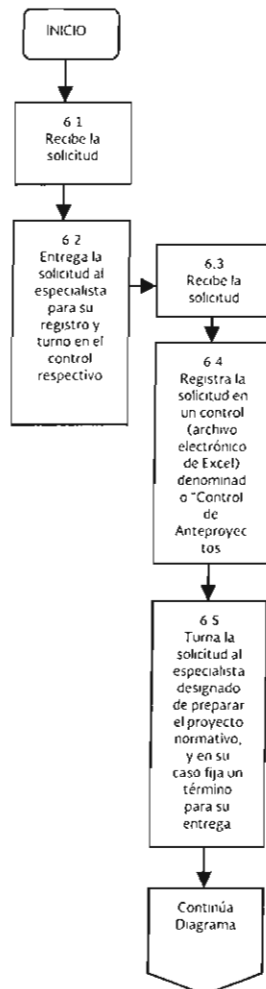 INICIO
6.1
Recibe la
solicitud
6.2
Entrega la
solicitud al
especialista
para su
registro y
turno en el
control
respectivo
6.3
Recibe la
solicitud
6.4
Registra la
solicitud en
un control
(archivo
electrónico
de Excel)
denominad
o "Control
de
Anteproyec
tos
6.5
Turna la
solicitud al
especialista
designado
de preparar
el proyecto
normativo,
y en su
caso fija un
término
para su
entrega
Continúa
Diagrama